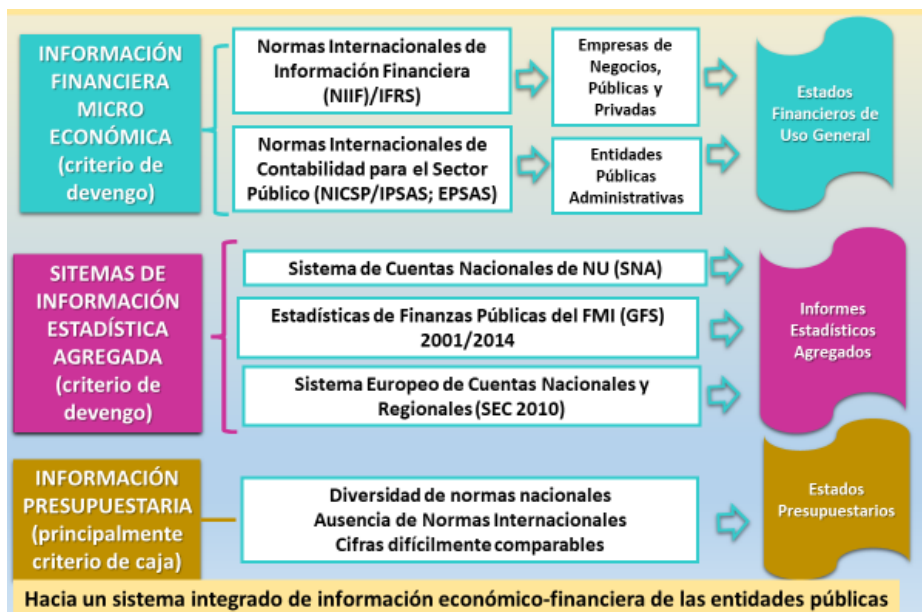 INFORMACIÓN
FINANCIERA
MICRO
ECONÓMICA
(criterio de
devengo)
Normas Internacionales de
Información Financiera
(NIIF)/IFRS)
Empresas de
Negocios,
Públicas y
Privadas
Normas Internacionales de
Contabilidad para el Sector
Público (NICSP/IPSAS; EPSAS)
Entidades
Públicas
Administrativas
Estados
Financieros de
Uso General
SITEMAS DE
INFORMACIÓN
ESTADÍSTICA
AGREGADA
(criterio de
devengo)
Sistema de Cuentas Nacionales de NU (SNA)
Estadísticas de Finanzas Públicas del FMI (GFS)
2001/2014
Sistema Europeo de Cuentas Nacionales y
Regionales (SEC 2010)
Informes
Estadísticos
Agregados
INFORMACIÓN
PRESUPUESTARIA
(principalmente
criterio de caja)
Diversidad de normas nacionales
Ausencia de Normas Internacionales
Cifras difícilmente comparables
Estados
Presupuestarios
Hacia un sistema integrado de información económico-financiera de las entidades públicas